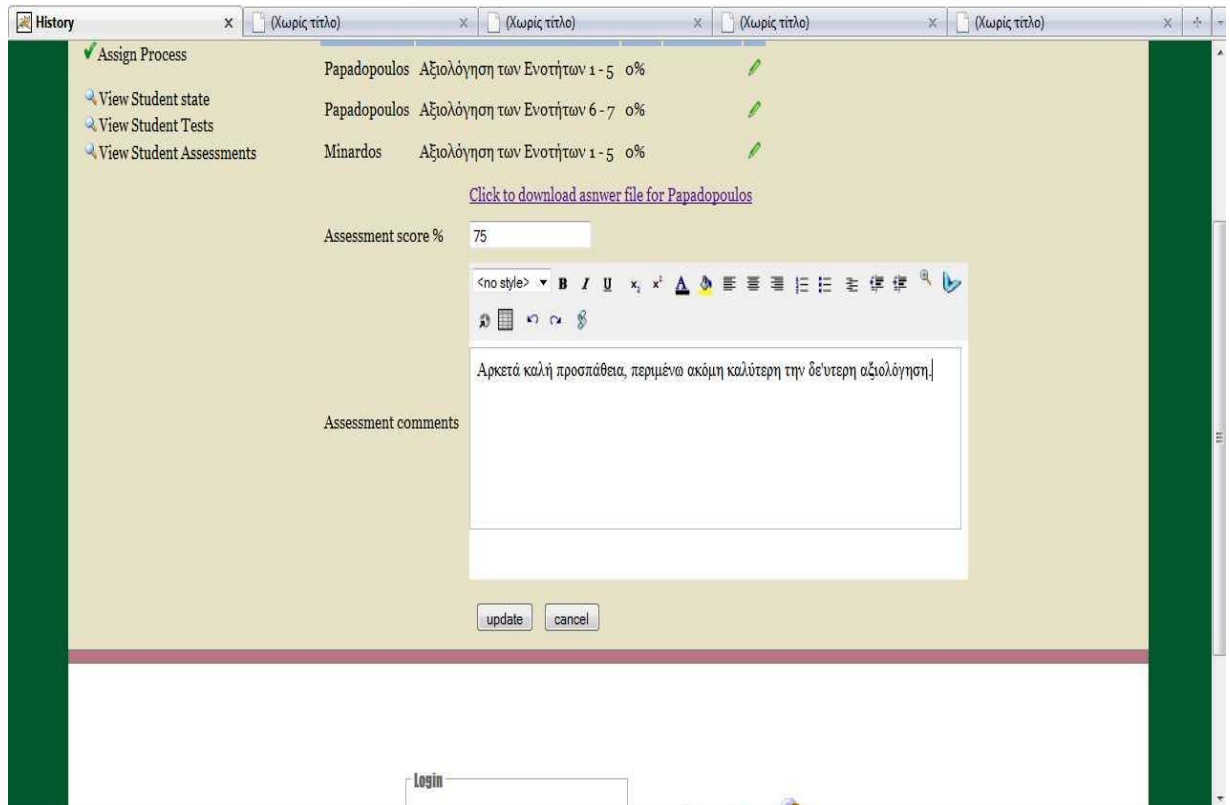 History x (Χωρίς τίτλο) x (Χωρίς τίτλο) x (Χωρίς τίτλο) x (Χωρίς τίτλο) x
Assign Process
View Student state
View Student Tests
View Student Assessments
Papadopoulos Αξιολόγηση των Ενοτήτων 1 - 5 0%
Papadopoulos Αξιολόγηση των Ενοτήτων 6 - 7 0%
Minardos Αξιολόγηση των Ενοτήτων 1 - 5 0%
Click to download asnwer file for Papadopoulos
Assessment score % 75
<no style> B I U x₂ x² A
Αρκετά καλή προσπάθεια, περιμένω ακόμη καλύτερη την δε'υτερη αξιολόγηση.
Assessment comments
update cancel
Login